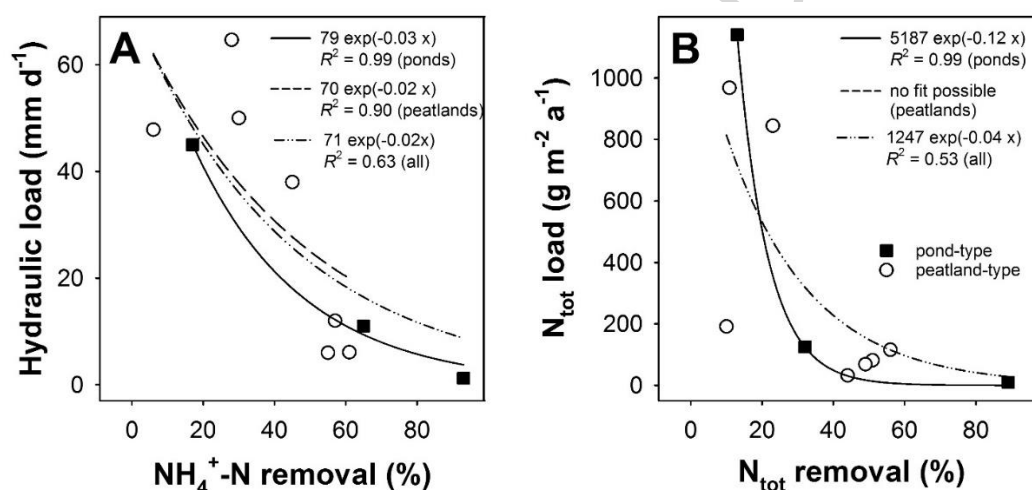 A
79 exp(-0.03 x)
R² = 0.99 (ponds)
70 exp(-0.02 x)
R² = 0.90 (peatlands)
71 exp(-0.02x)
R² = 0.63 (all)
60
40
20
0
Hydraulic load (mm d⁻¹)
0 20 40 60 80
NH₄⁺-N removal (%)
B
5187 exp(-0.12 x)
R² = 0.99 (ponds)
no fit possible
(peatlands)
1247 exp(-0.04 x)
R² = 0.53 (all)
pond-type
peatland-type
1000
800
600
400
200
0
Nₜₒₜ load (g m⁻² a⁻¹)
0 20 40 60 80
Nₜₒₜ removal (%)